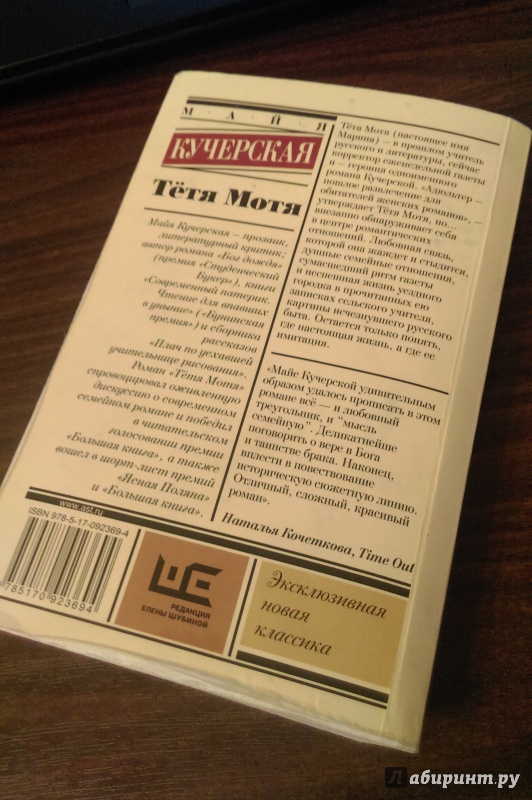 МАЙЯ
КУЧЕРСКАЯ
Тётя Мотя
Майя Кучерская – прозаик,
литературный критик;
автор романа «Бог дождя»
(премия «Студенческий
Букер»), книги
«Современный патерик.
Чтение для впавших
в уныние» («Бунинская
премия») и сборника
рассказов
«Плач по уехавшей
учительнице рисования».
Роман «Тётя Мотя»
спровоцировал оживленную
дискуссию о современном
семейном романе и победил
в читательском
голосовании премии
«Большая книга», а также
вошел в шорт-лист премий
«Ясная Поляна»
и «Большая книга».
Тётя Мотя (настоящее имя
Марина) – в прошлом учитель
русского и литературы, сейчас
корректор еженедельной газеты
и – героиня одноименного
романа Кучерской. «Адюльтер –
пошлое развлечение для
обитателей женских романов», –
утверждает Тётя Мотя, но...
внезапно обнаруживает себя
в центре романтических
отношений. Любовная связь,
которой она жаждет и стыдится,
душные семейные отношения,
сумасшедший ритм газеты
и неспешная жизнь уездного
городка в прочитанных ею
записках сельского учителя,
картины исчезнувшего русского
быта. Остается только понять,
где настоящая жизнь, а где ее
имитация.
«Майе Кучерской удивительным
образом удалось прописать в этом
романе всё – и любовный
треугольник, и “мысль
семейную”. Деликатнейше
поговорить о вере в Бога
и таинстве брака. Наконец,
вплести в повествование
историческую сюжетную линию.
Отличный, сложный, красивый
роман».
Наталья Кочеткова, Time Out
www.ast.ru
ISBN 978-5-17-092369-4
785170 923694
РЕДАКЦИЯ
ЕЛЕНЫ ШУБИНОЙ
Эксклюзивная
новая
классика
Лабиринт.ру